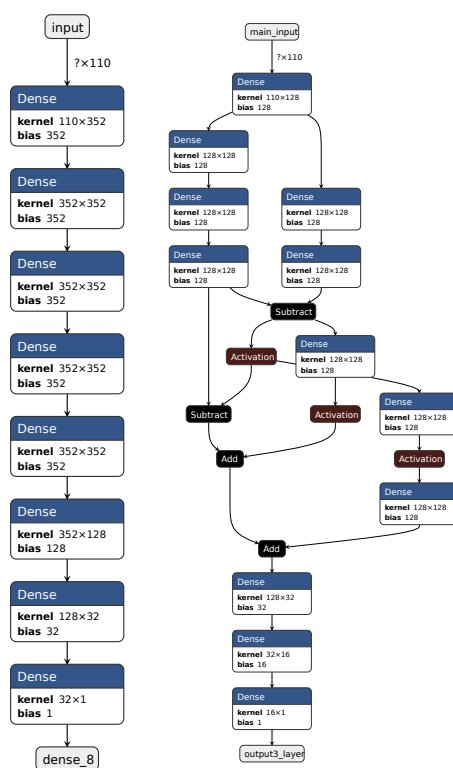 input
?×110
Dense
kernel 110×352
bias 352
Dense
kernel 352×352
bias 352
Dense
kernel 352×352
bias 352
Dense
kernel 352×352
bias 352
Dense
kernel 352×352
bias 352
Dense
kernel 352×128
bias 128
Dense
kernel 128×32
bias 32
Dense
kernel 32×1
bias 1
dense_8
main_input
?×110
Dense
kernel 110×128
bias 128
Dense
kernel 128×128
bias 128
Dense
kernel 128×128
bias 128
Dense
kernel 128×128
bias 128
Dense
kernel 128×128
bias 128
Dense
kernel 128×128
bias 128
Subtract
Activation
Dense
kernel 128×128
bias 128
Subtract
Activation
Dense
kernel 128×128
bias 128
Add
Activation
Dense
kernel 128×128
bias 128
Add
Dense
kernel 128×32
bias 32
Dense
kernel 32×16
bias 16
Dense
kernel 16×1
bias 1
output3_layer